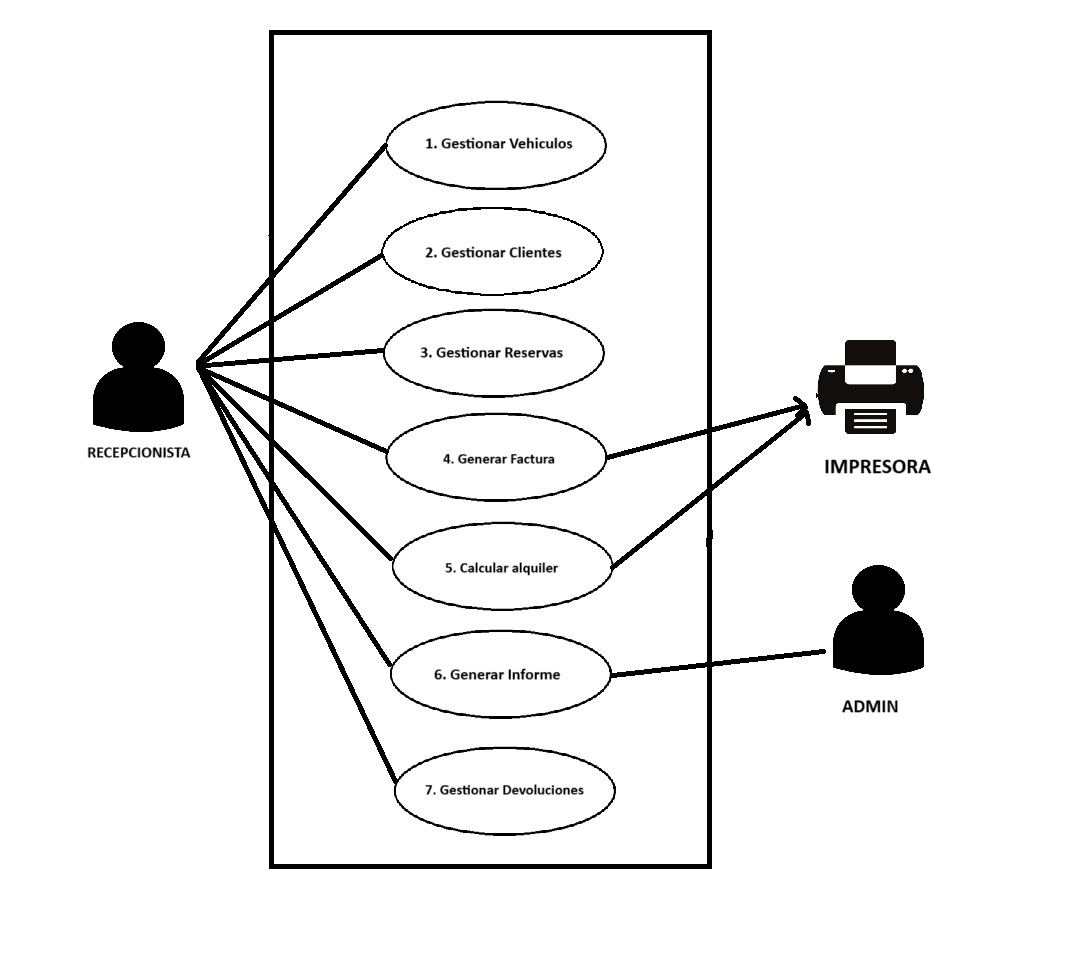 1. Gestionar Vehiculos
2. Gestionar Clientes
3. Gestionar Reservas
4. Generar Factura
5. Calcular alquiler
6. Generar Informe
7. Gestionar Devoluciones
RECEPCIONISTA
IMPRESORA
ADMIN